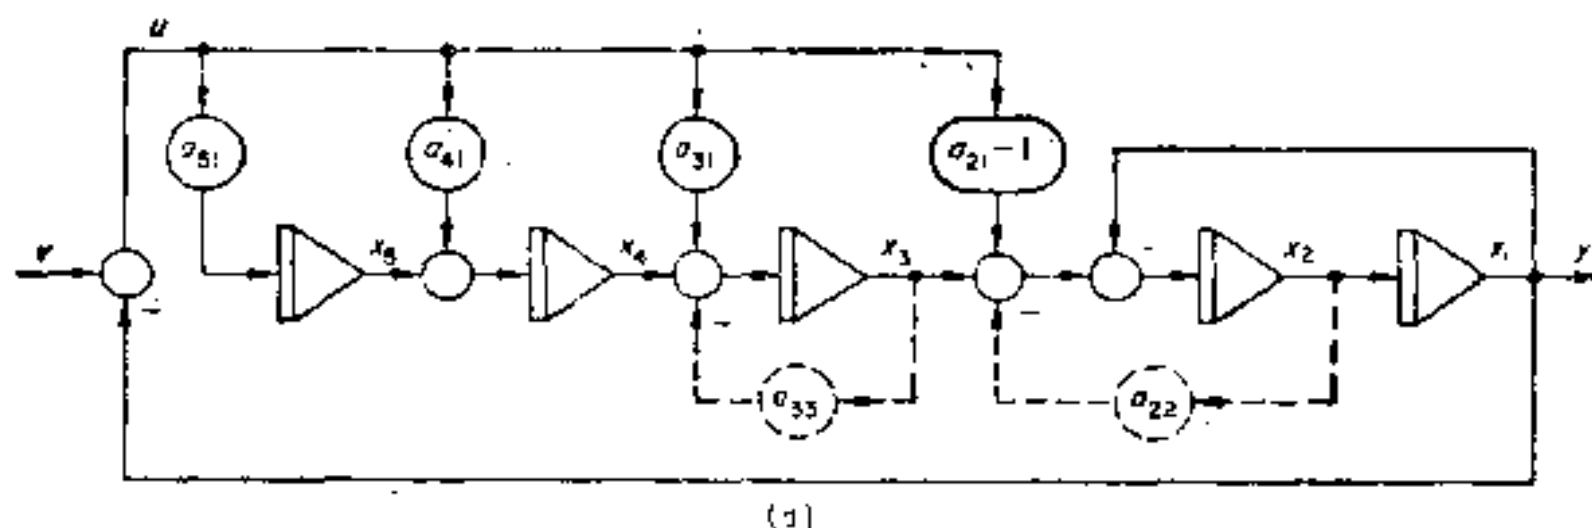 u
a51 a41 a31 a21 − 1
v x5 x4 x3 x2 x1 y
− − − − −
a33 a22